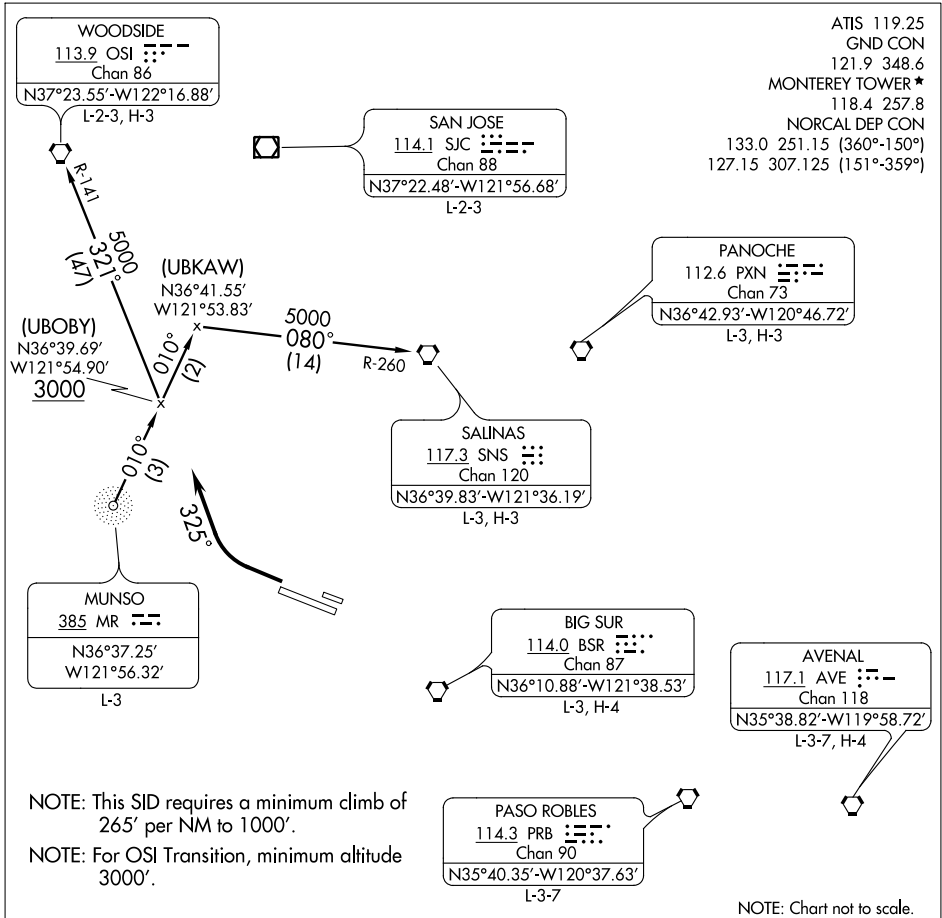 WOODSIDE
113.9 OSI
Chan 86
N37°23.55′-W122°16.88′
L-2-3, H-3
ATIS 119.25
GND CON
121.9 348.6
MONTEREY TOWER★
118.4 257.8
NORCAL DEP CON
133.0 251.15 (360°-150°)
127.15 307.125 (151°-359°)
SAN JOSE
114.1 SJC
Chan 88
N37°22.48′-W121°56.68′
L-2-3
R-141
5000
321°
(47)
(UBKAW)
N36°41.55′
W121°53.83′
PANOCHE
112.6 PXN
Chan 73
N36°42.93′-W120°46.72′
L-3, H-3
(UBOBY)
N36°39.69′
W121°54.90′
3000
010°
(2)
5000
080°
(14)
R-260
SALINAS
117.3 SNS
Chan 120
N36°39.83′-W121°36.19′
L-3, H-3
010°
(3)
325°
MUNSO
385 MR
N36°37.25′
W121°56.32′
L-3
BIG SUR
114.0 BSR
Chan 87
N36°10.88′-W121°38.53′
L-3, H-4
AVENAL
117.1 AVE
Chan 118
N35°38.82′-W119°58.72′
L-3-7, H-4
NOTE: This SID requires a minimum climb of
265′ per NM to 1000′.
NOTE: For OSI Transition, minimum altitude
3000′.
PASO ROBLES
114.3 PRB
Chan 90
N35°40.35′-W120°37.63′
L-3-7
NOTE: Chart not to scale.
x
x